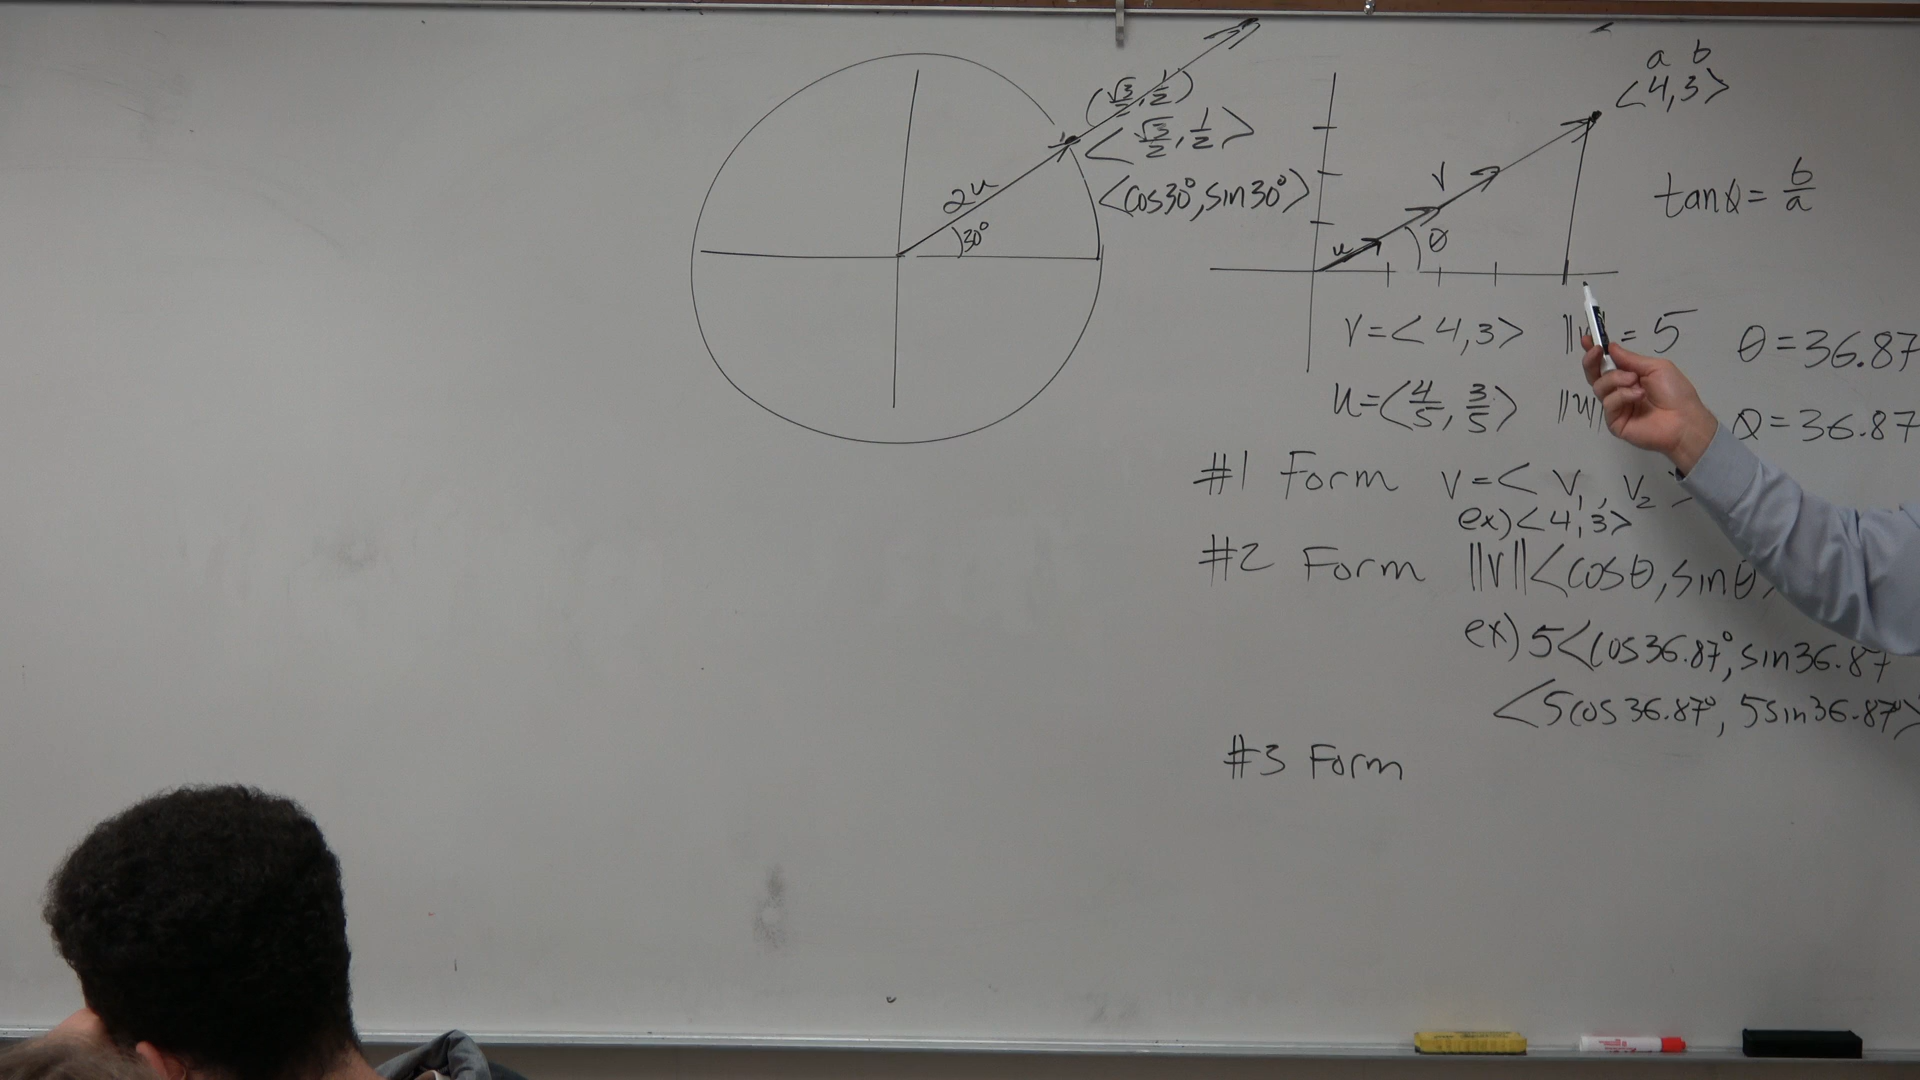 (√3/2, 1/2)
<√3/2, 1/2>
<cos30°, sin30°>
2u
30°
a b
<4,3>
v
u
θ
tanθ = b/a
v = <4,3> = 5 θ = 36.87
u = <4/5, 3/5> ||u|| θ = 36.87
#1 Form v = < v₁, v₂ >
ex) <4,3>
#2 Form ||v||<cosθ, sinθ
ex) 5<cos36.87°, sin36.87
<5cos36.87°, 5sin36.87°>
#3 Form